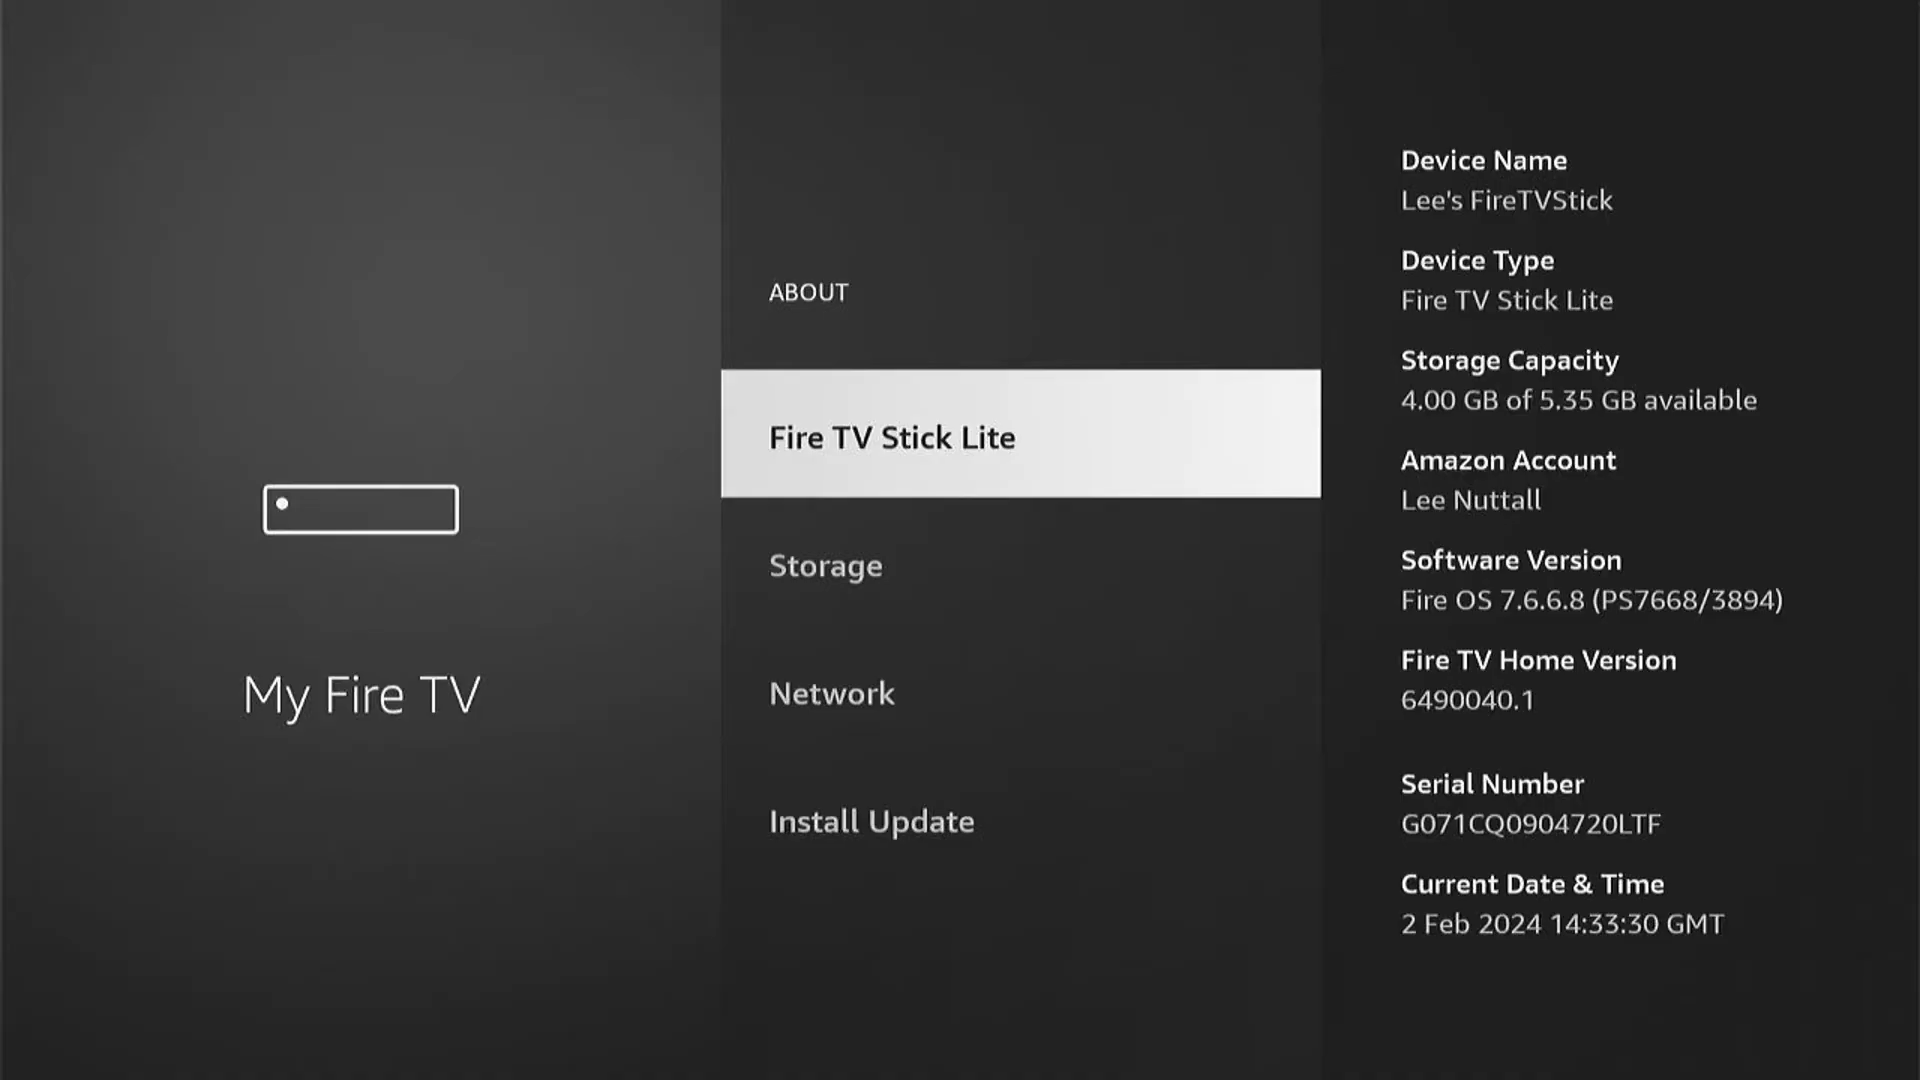 My Fire TV
ABOUT
Fire TV Stick Lite
Storage
Network
Install Update
Device Name
Lee's FireTVStick
Device Type
Fire TV Stick Lite
Storage Capacity
4.00 GB of 5.35 GB available
Amazon Account
Lee Nuttall
Software Version
Fire OS 7.6.6.8 (PS7668/3894)
Fire TV Home Version
6490040.1
Serial Number
G071CQ0904720LTF
Current Date & Time
2 Feb 2024 14:33:30 GMT